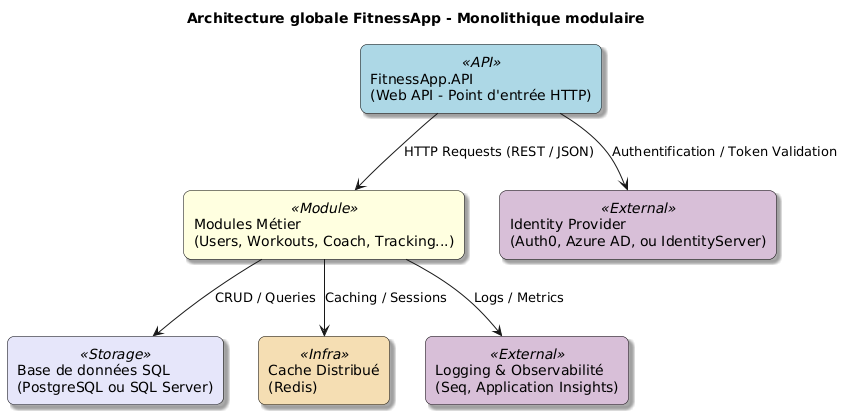 Architecture globale FitnessApp - Monolithique modulaire
«API»
FitnessApp.API
(Web API - Point d'entrée HTTP)
HTTP Requests (REST / JSON)
Authentification / Token Validation
«Module»
Modules Métier
(Users, Workouts, Coach, Tracking...)
«External»
Identity Provider
(Auth0, Azure AD, ou IdentityServer)
CRUD / Queries
Caching / Sessions
Logs / Metrics
«Storage»
Base de données SQL
(PostgreSQL ou SQL Server)
«Infra»
Cache Distribué
(Redis)
«External»
Logging & Observabilité
(Seq, Application Insights)